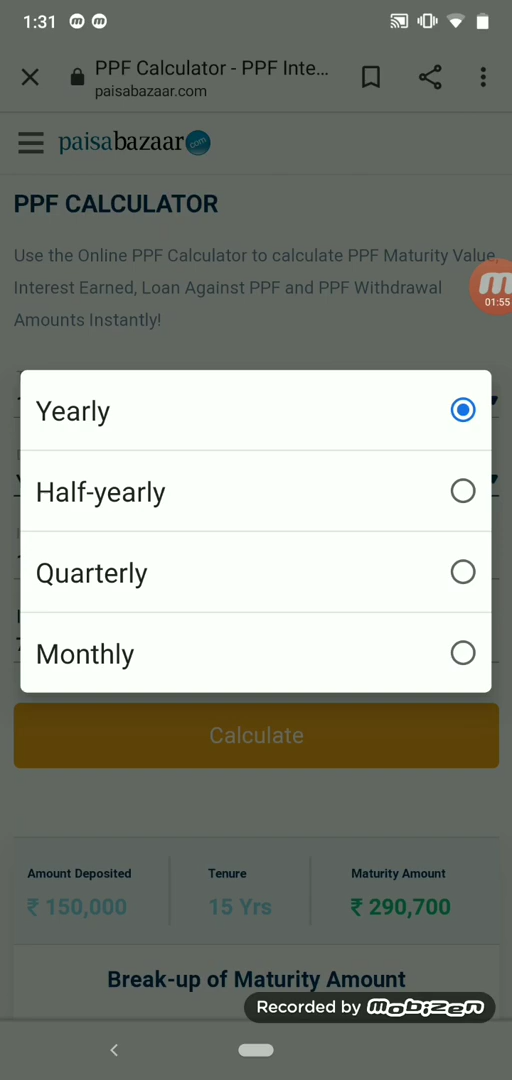 1:31
PPF Calculator - PPF Inte...
paisabazaar.com
paisabazaar.com
PPF CALCULATOR
Use the Online PPF Calculator to calculate PPF Maturity Value,
Interest Earned, Loan Against PPF and PPF Withdrawal
Amounts Instantly!
01:55
Yearly
Half-yearly
Quarterly
Monthly
Calculate
Amount Deposited Tenure Maturity Amount
₹ 150,000 15 Yrs ₹ 290,700
Break-up of Maturity Amount
Recorded by mobizen